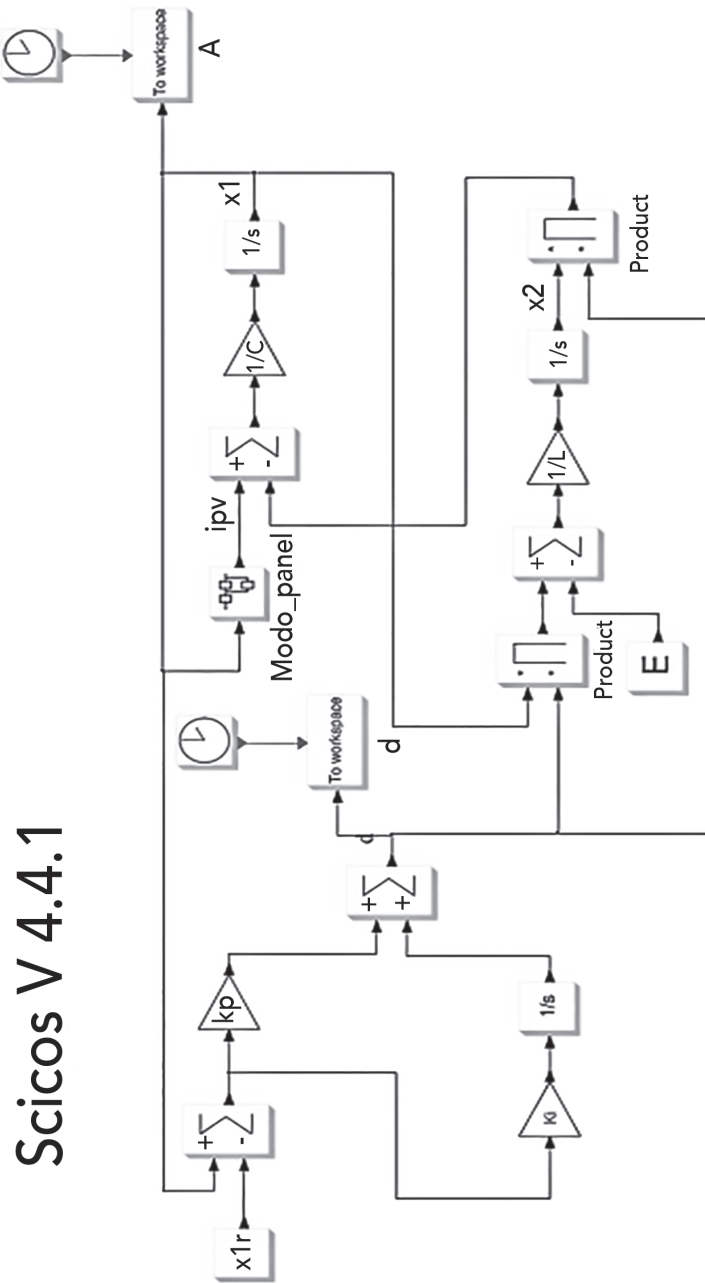 Scicos V 4.4.1
To workspace
A
x1
1/s
1/C
+
-
ipv
Modo_panel
x2
Product
1/s
1/L
+
-
Product
E
To workspace
d
d
+
+
kp
1/s
Ki
+
-
x1r